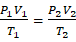 P₁V₁/T₁ = P₂V₂/T₂